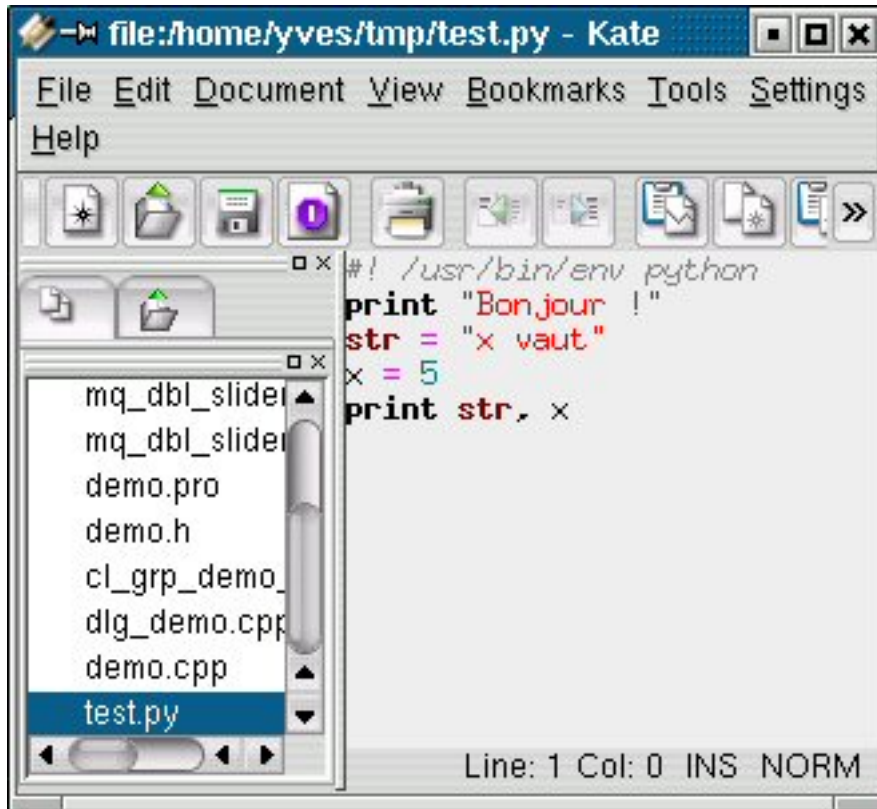 file:/home/yves/tmp/test.py - Kate
File Edit Document View Bookmarks Tools Settings
Help
#! /usr/bin/env python
print "Bonjour !"
str = "x vaut"
x = 5
print str, x
mq_dbl_slider
mq_dbl_slider
demo.pro
demo.h
cl_grp_demo_
dlg_demo.cpp
demo.cpp
test.py
Line: 1 Col: 0 INS NORM